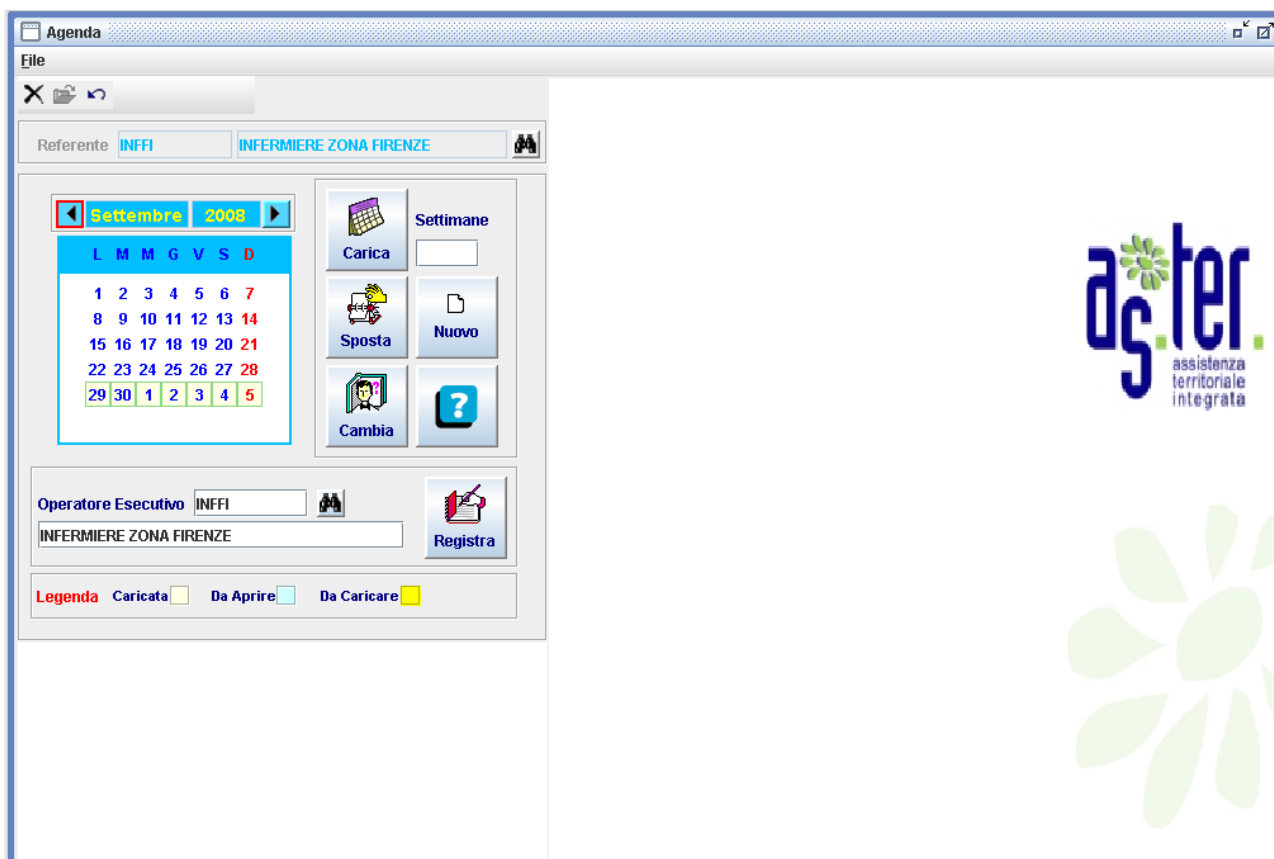 Agenda
File
Referente INFFI INFERMIERE ZONA FIRENZE
Settembre 2008
L M M G V S D
1 2 3 4 5 6 7
8 9 10 11 12 13 14
15 16 17 18 19 20 21
22 23 24 25 26 27 28
29 30 1 2 3 4 5
Carica
Settimane
Sposta
Nuovo
Cambia
?
Operatore Esecutivo INFFI
INFERMIERE ZONA FIRENZE
Registra
Legenda Caricata Da Aprire Da Caricare
as.ter.
assistenza
territoriale
integrata